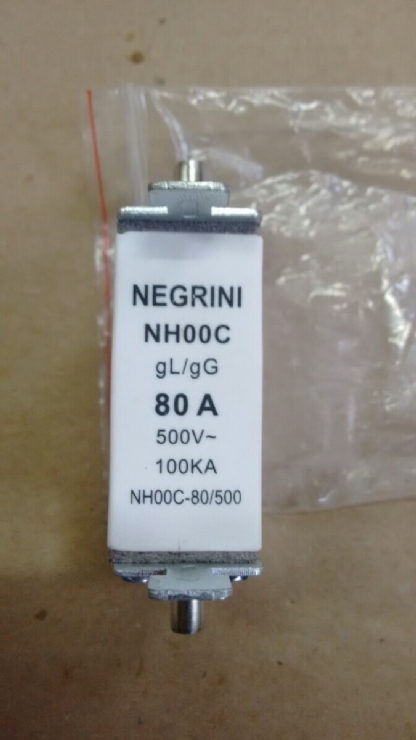 NEGRINI
NH00C
gL/gG
80 A
500V~
100KA
NH00C-80/500